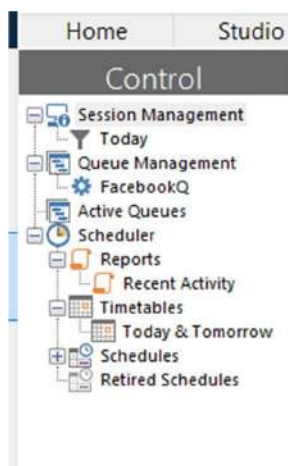 Home Studio
Control
Session Management
Today
Queue Management
FacebookQ
Active Queues
Scheduler
Reports
Recent Activity
Timetables
Today & Tomorrow
Schedules
Retired Schedules